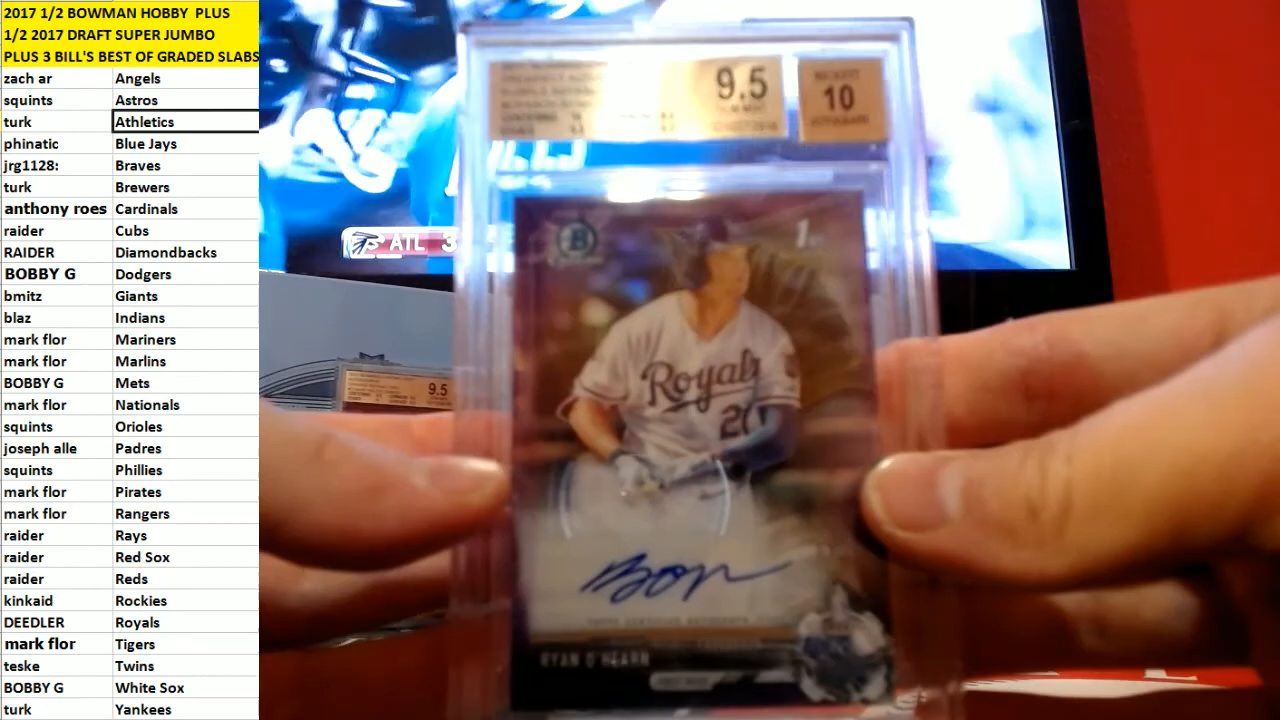 2017 1/2 BOWMAN HOBBY PLUS
1/2 2017 DRAFT SUPER JUMBO
PLUS 3 BILL'S BEST OF GRADED SLABS
zach ar Angels
squints Astros
turk Athletics
phinatic Blue Jays
jrg1128: Braves
turk Brewers
anthony roes Cardinals
raider Cubs
RAIDER Diamondbacks
BOBBY G Dodgers
bmitz Giants
blaz Indians
mark flor Mariners
mark flor Marlins
BOBBY G Mets
mark flor Nationals
squints Orioles
joseph alle Padres
squints Phillies
mark flor Pirates
mark flor Rangers
raider Rays
raider Red Sox
raider Reds
kinkaid Rockies
DEEDLER Royals
mark flor Tigers
teske Twins
BOBBY G White Sox
turk Yankees
9.5
BECKETT
10
AUTOGRAPH
ATL 3
9.5
B
1st
Royals
20
TOPPS CERTIFIED AUTOGRAPH
RYAN O'HEARN